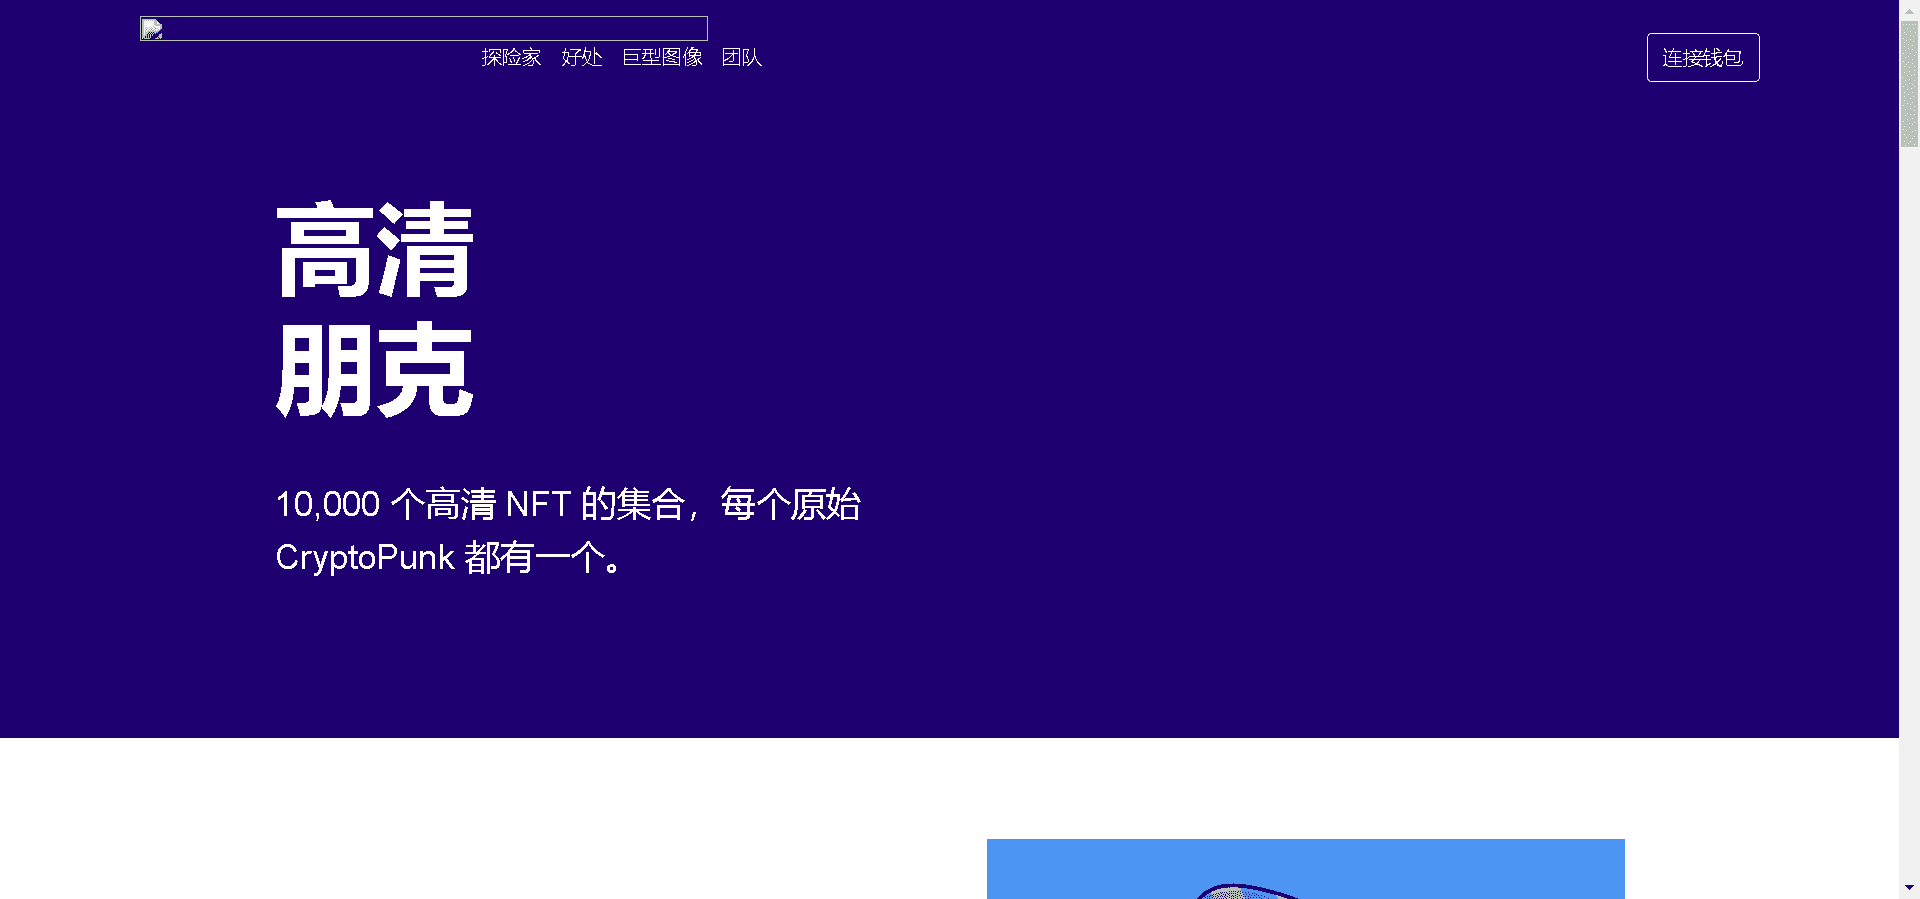 探险家 好处 巨型图像 团队
连接钱包
高清
朋克
10,000 个高清 NFT 的集合，每个原始
CryptoPunk 都有一个。